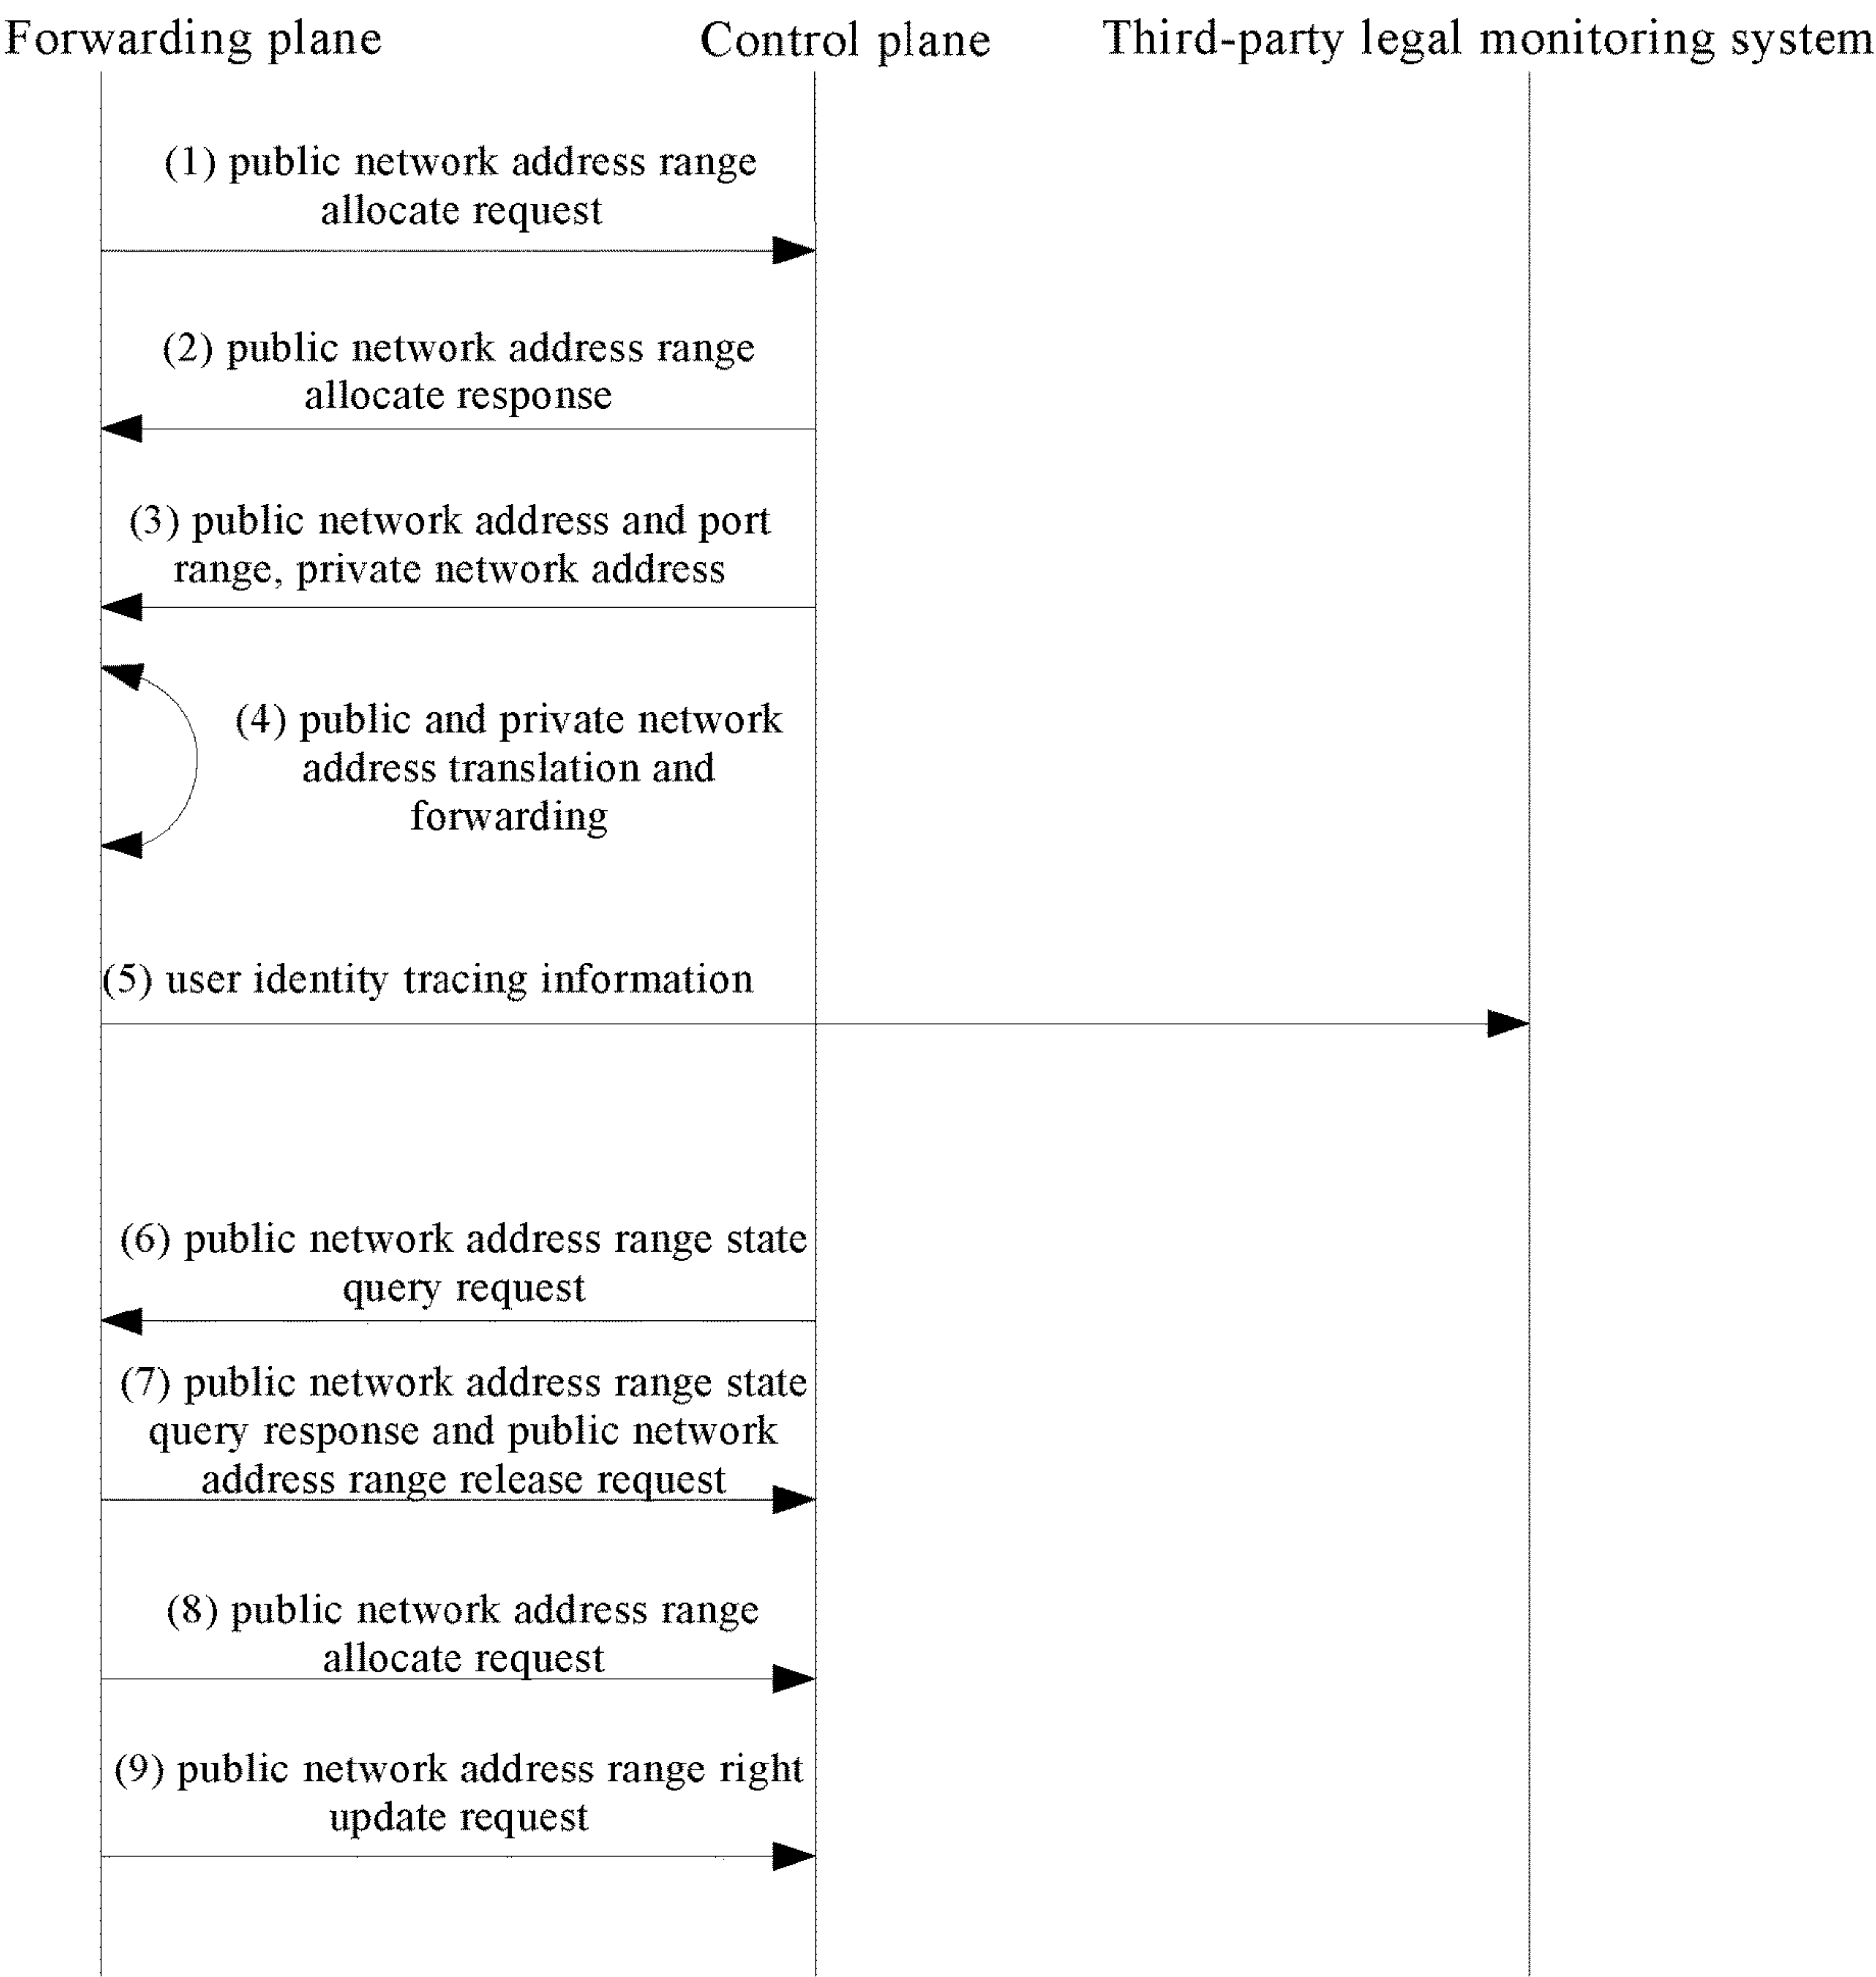 Forwarding plane
Control plane
Third-party legal monitoring system
(1) public network address range
allocate request
(2) public network address range
allocate response
(3) public network address and port
range, private network address
(4) public and private network
address translation and
forwarding
(5) user identity tracing information
(6) public network address range state
query request
(7) public network address range state
query response and public network
address range release request
(8) public network address range
allocate request
(9) public network address range right
update request